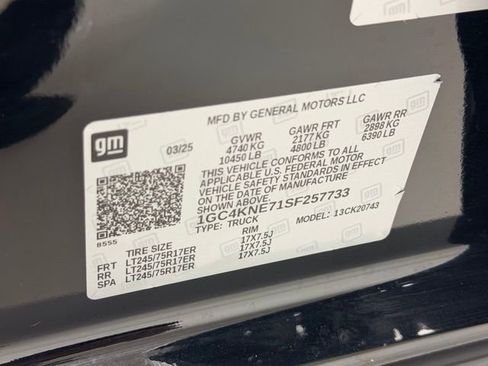 MFD BY GENERAL MOTORS LLC
gm
03/25
GVWR GAWR FRT GAWR RR
4740 KG 2177 KG 2898 KG
10450 LB 4800 LB 6390 LB
THIS VEHICLE CONFORMS TO ALL
APPLICABLE U.S. FEDERAL MOTOR
VEHICLE SAFETY STANDARDS IN EFFECT
ON THE DATE OF MANUFACTURE
SHOWN ABOVE.
1GC4KNE71SF257733
TYPE: TRUCK MODEL: 13CK20743
8555
TIRE SIZE RIM
FRT LT245/75R17ER 17X7.5J
RR LT245/75R17ER 17X7.5J
SPA LT245/75R17ER 17X7.5J